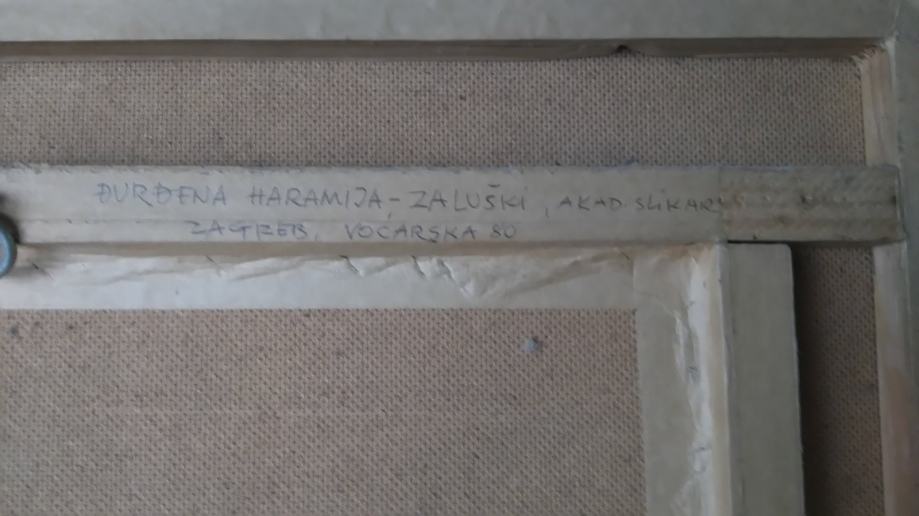 ĐURĐENA HARAMIJA-ZALUŠKI, AKAD. SLIKAR
ZAGREB, VOĆARSKA 80